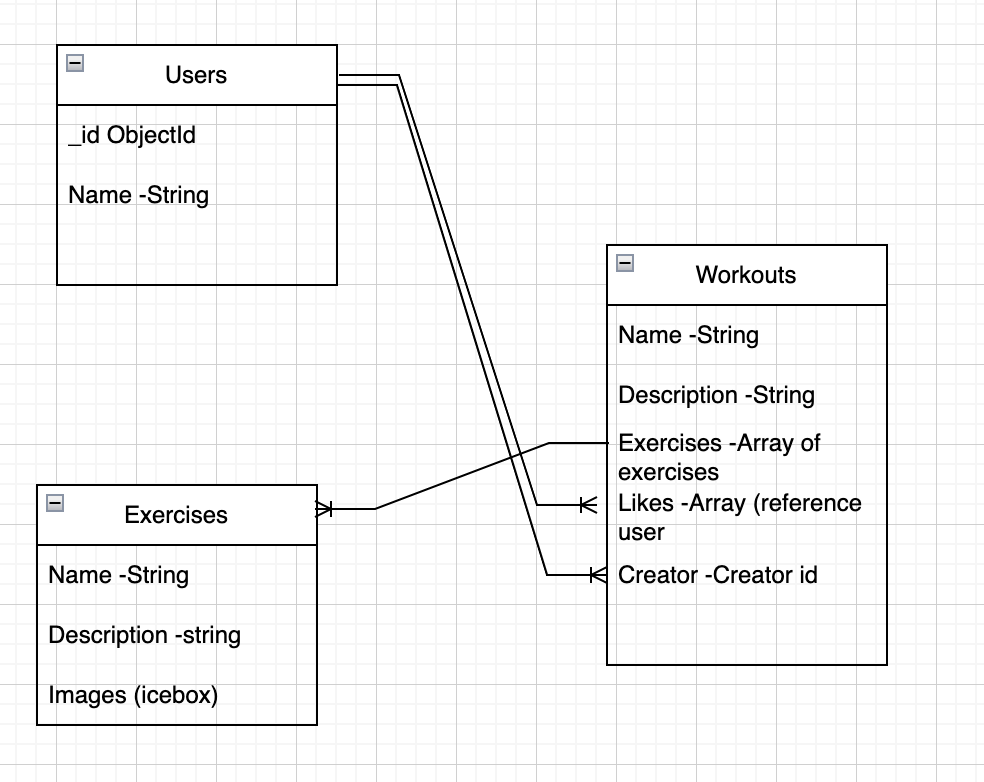 Users
_id ObjectId
Name -String
Workouts
Name -String
Description -String
Exercises -Array of
exercises
Likes -Array (reference
user
Creator -Creator id
Exercises
Name -String
Description -string
Images (icebox)